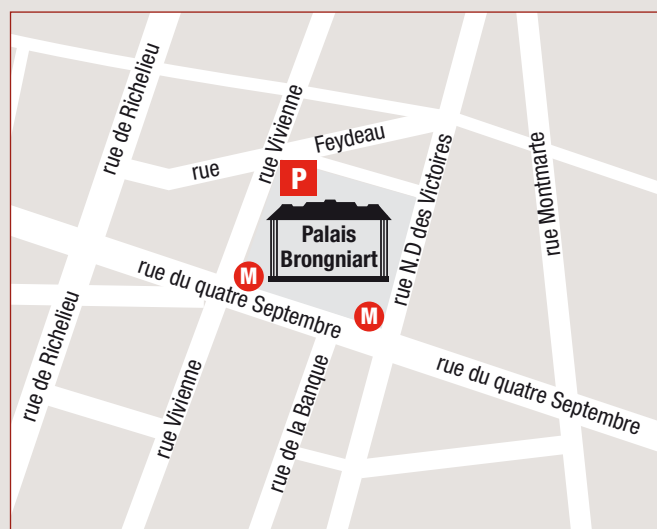 rue de Richelieu
rue Vivienne
rue Feydeau
rue Montmarte
P
rue N.D des Victoires
Palais
Brongniart
M
rue du quatre Septembre
M
rue de Richelieu
rue Vivienne
rue de la Banque
rue du quatre Septembre